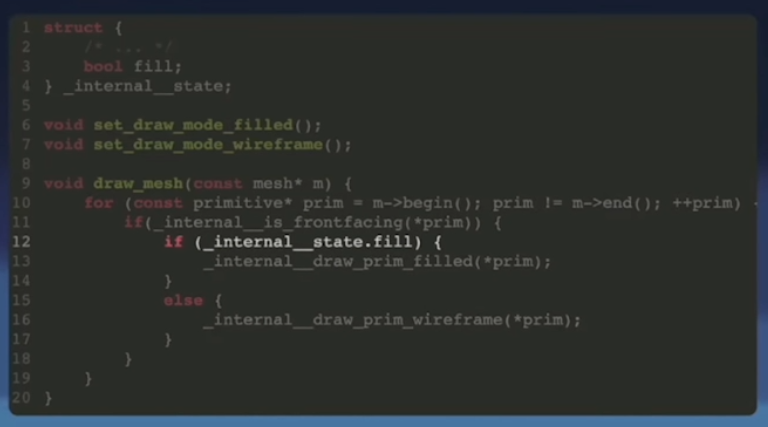 1 struct {
2 /* ... */
3 bool fill;
4 } _internal__state;
5
6 void set_draw_mode_filled();
7 void set_draw_mode_wireframe();
8
9 void draw_mesh(const mesh* m) {
10 for (const primitive* prim = m->begin(); prim != m->end(); ++prim) {
11 if(_internal__is_frontfacing(*prim)) {
12 if (_internal__state.fill) {
13 _internal__draw_prim_filled(*prim);
14 }
15 else {
16 _internal__draw_prim_wireframe(*prim);
17 }
18 }
19 }
20 }